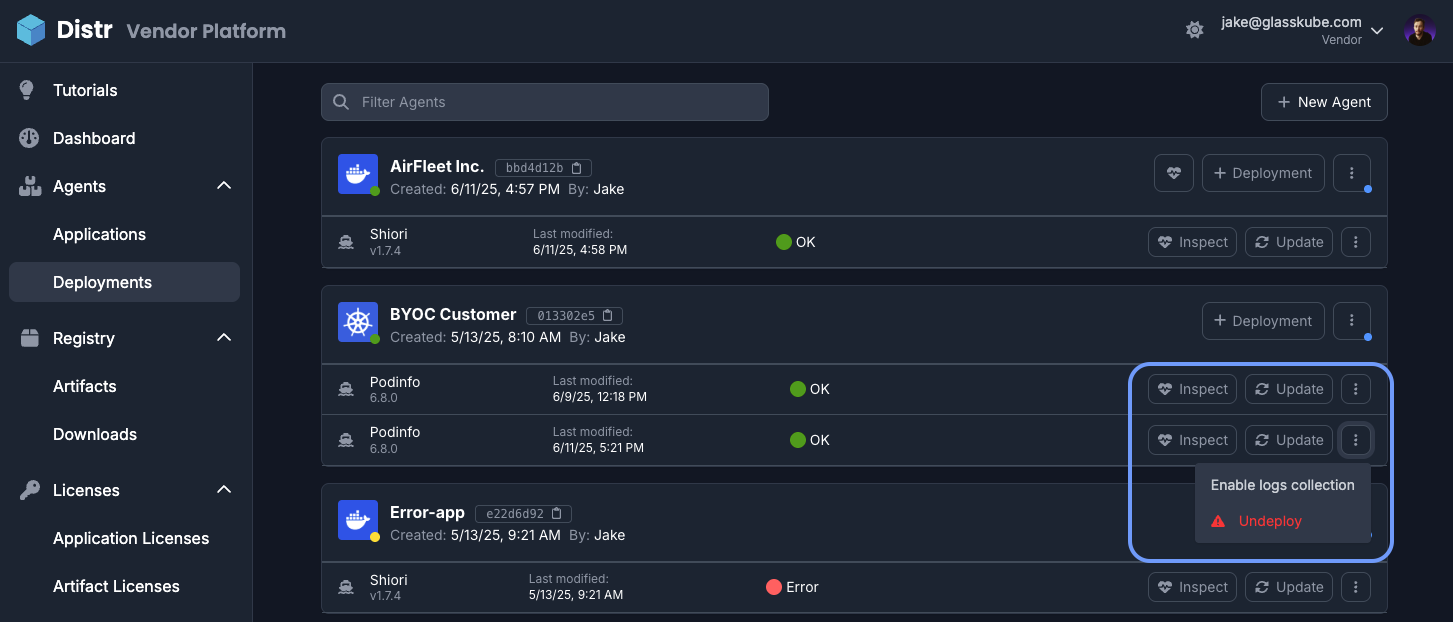 Distr Vendor Platform
jake@glasskube.com
Vendor
Tutorials
Dashboard
Agents
Applications
Deployments
Registry
Artifacts
Downloads
Licenses
Application Licenses
Artifact Licenses
Filter Agents
+ New Agent
AirFleet Inc. bbd4d12b
Created: 6/11/25, 4:57 PM By: Jake
+ Deployment
Shiori
v1.7.4
Last modified:
6/11/25, 4:58 PM
OK
Inspect
Update
BYOC Customer 013302e5
Created: 5/13/25, 8:10 AM By: Jake
+ Deployment
Podinfo
6.8.0
Last modified:
6/9/25, 12:18 PM
OK
Inspect
Update
Podinfo
6.8.0
Last modified:
6/11/25, 5:21 PM
OK
Inspect
Update
Enable logs collection
Undeploy
Error-app e22d6d92
Created: 5/13/25, 9:21 AM By: Jake
Shiori
v1.7.4
Last modified:
5/13/25, 9:21 AM
Error
Inspect
Update